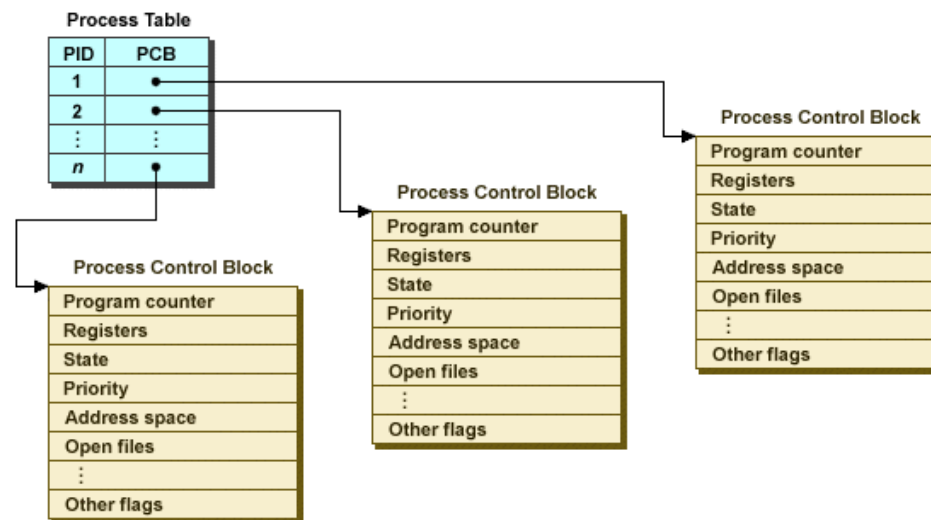 Process Table
PID PCB
1
2
⋮ ⋮
n
Process Control Block
Program counter
Registers
State
Priority
Address space
Open files
⋮
Other flags
Process Control Block
Program counter
Registers
State
Priority
Address space
Open files
⋮
Other flags
Process Control Block
Program counter
Registers
State
Priority
Address space
Open files
⋮
Other flags